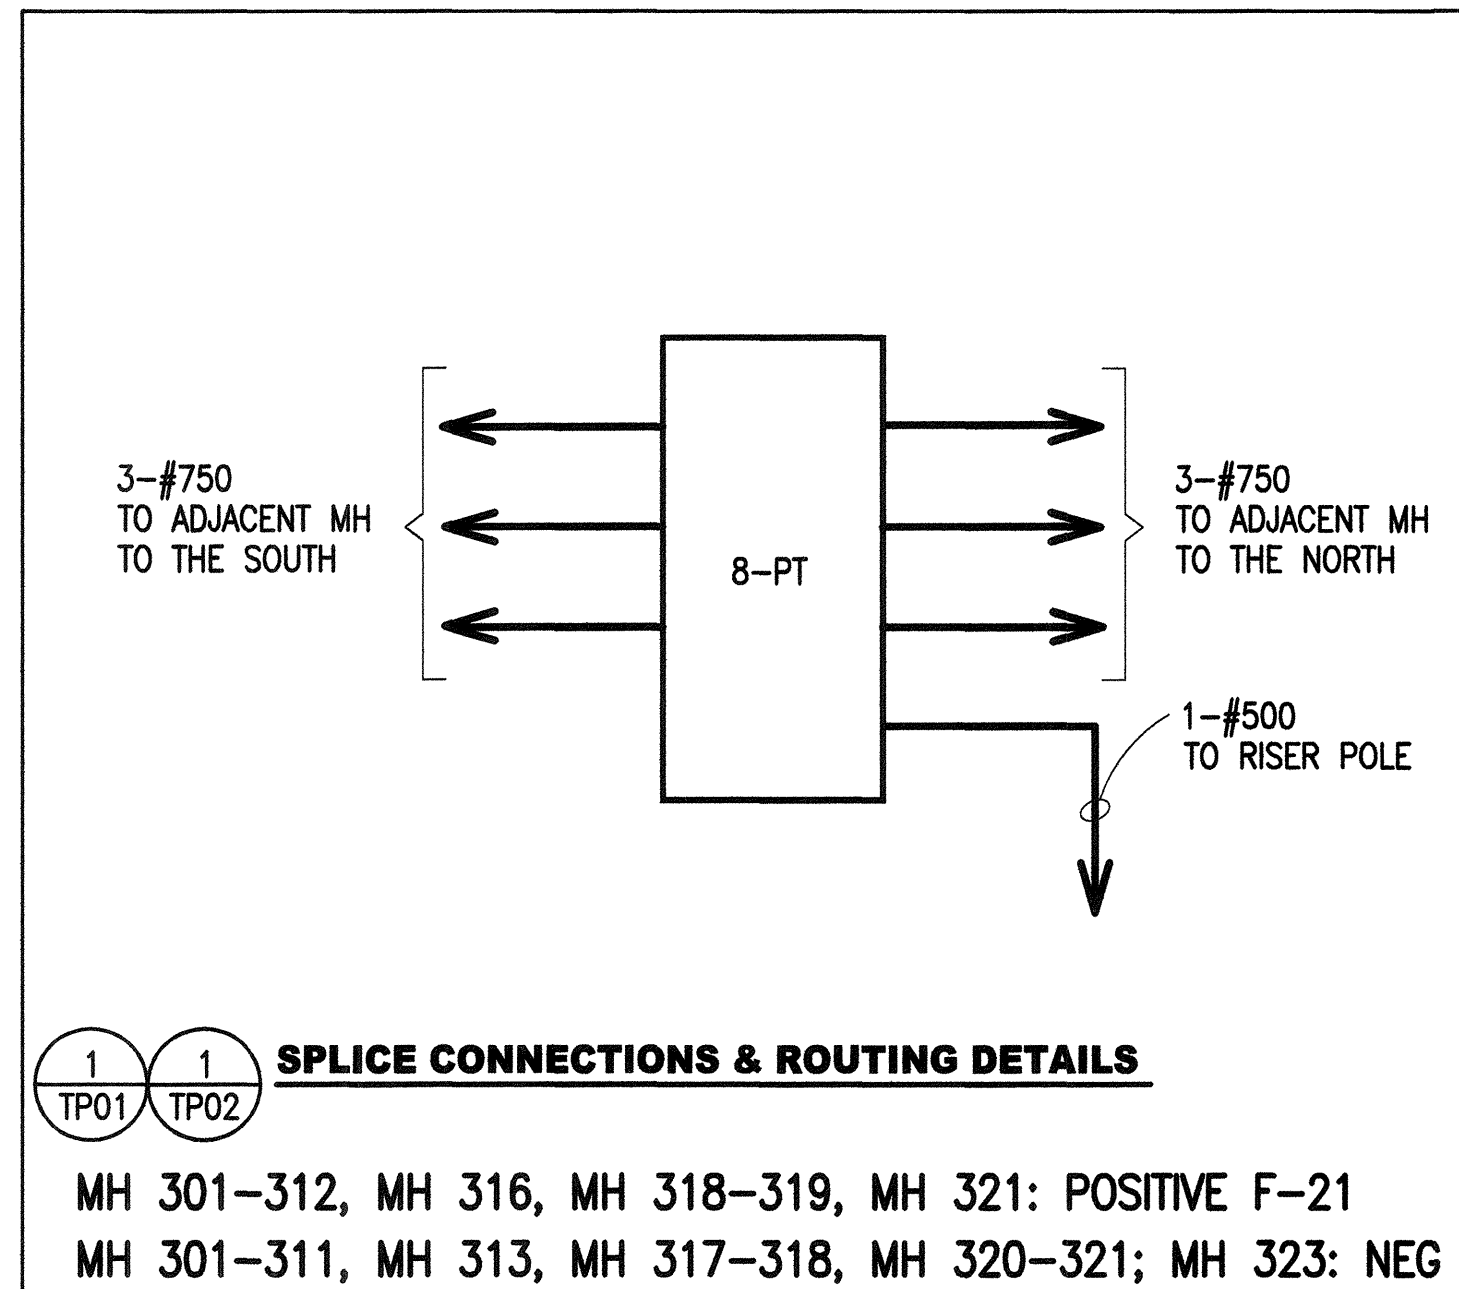 3-#750
TO ADJACENT MH
TO THE SOUTH
8-PT
3-#750
TO ADJACENT MH
TO THE NORTH
1-#500
TO RISER POLE
1
TP01
1
TP02
SPLICE CONNECTIONS & ROUTING DETAILS
MH 301-312, MH 316, MH 318-319, MH 321: POSITIVE F-21
MH 301-311, MH 313, MH 317-318, MH 320-321; MH 323: NEG